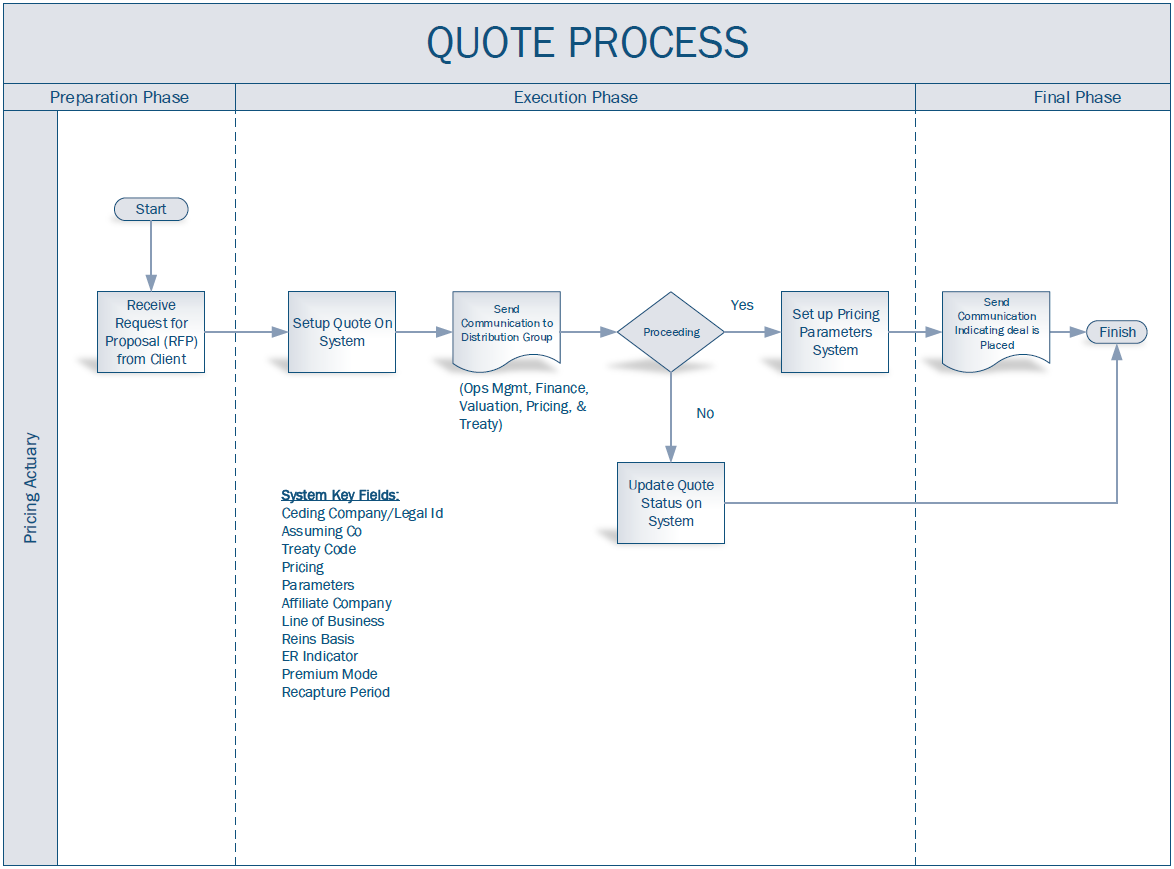 QUOTE PROCESS
Preparation Phase
Execution Phase
Final Phase
Pricing Actuary
Start
Receive
Request for
Proposal (RFP)
from Client
Setup Quote On
System
Send
Communication to
Distribution Group
(Ops Mgmt, Finance,
Valuation, Pricing, &
Treaty)
Proceeding
Yes
Set up Pricing
Parameters
System
Send
Communication
Indicating deal is
Placed
Finish
No
Update Quote
Status on
System
System Key Fields:
Ceding Company/Legal Id
Assuming Co
Treaty Code
Pricing
Parameters
Affiliate Company
Line of Business
Reins Basis
ER Indicator
Premium Mode
Recapture Period